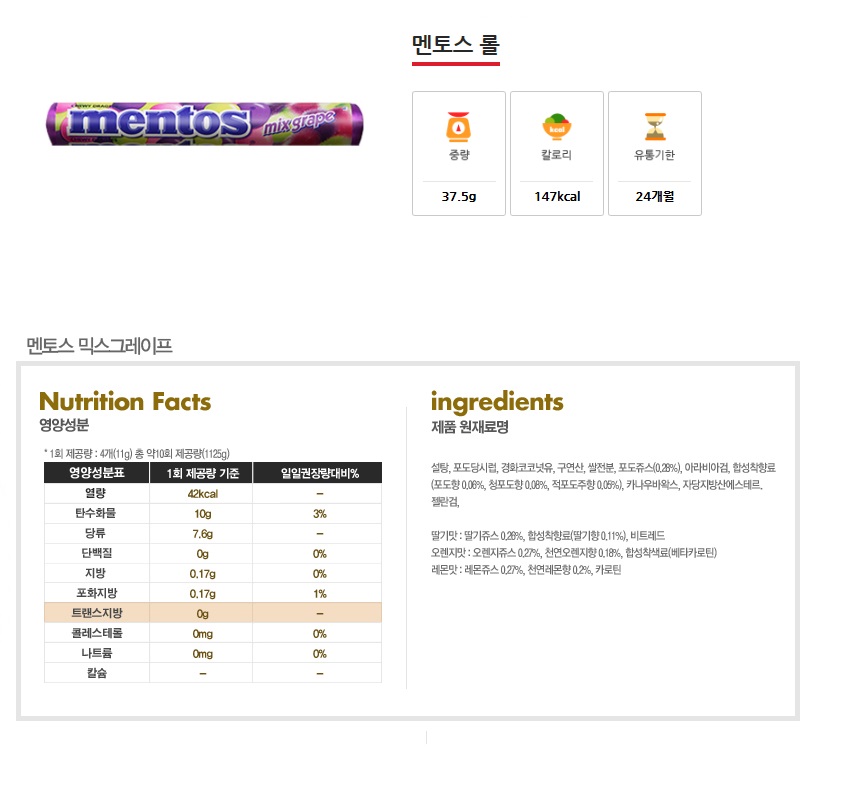 멘토스 롤
CHEWY DRAGEES
mentos
mix grape
kcal
중량
칼로리
유통기한
37.5g
147kcal
24개월
멘토스 믹스그레이프
Nutrition Facts
영양성분
* 1회 제공량 : 4개(11g) 총 약10회 제공량(1125g)
영양성분표 1회 제공량 기준 일일권장량대비%
열량 42kcal –
탄수화물 10g 3%
당류 7.6g –
단백질 0g 0%
지방 0.17g 0%
포화지방 0.17g 1%
트랜스지방 0g –
콜레스테롤 0mg 0%
나트륨 0mg 0%
칼슘 – –
ingredients
제품 원재료명
설탕, 포도당시럽, 경화코코넛유, 구연산, 쌀전분, 포도쥬스(0.28%), 아라비아검, 합성착향료
(포도향 0.06%, 청포도향 0.08%, 적포도주향 0.05%), 카나우바왁스, 자당지방산에스테르,
젤란검,
딸기맛 : 딸기쥬스 0.26%, 합성착향료(딸기향 0.11%), 비트레드
오렌지맛 : 오렌지쥬스 0.27%, 천연오렌지향 0.18%, 합성착색료(베타카로틴)
레몬맛 : 레몬쥬스 0.27%, 천연레몬향 0.2%, 카로틴